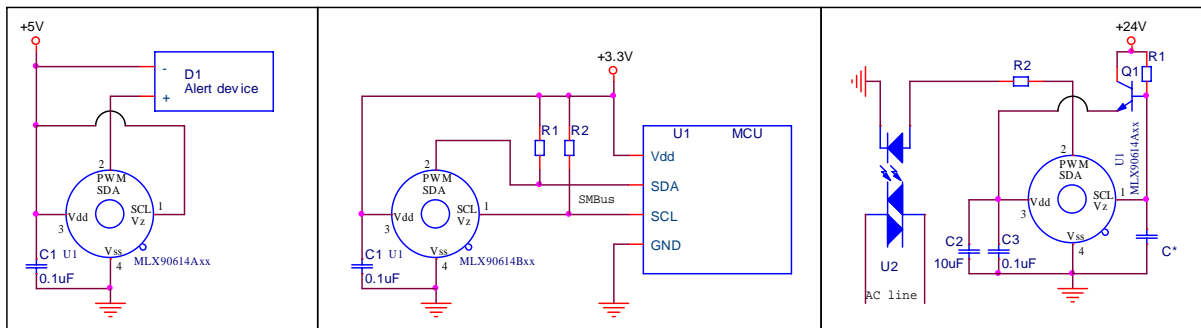 +5V
-
D1
Alert device
+
2
PWM
SDA
1
SCL
Vz
Vdd
3
C1
U1
Vss
4
MLX90614Axx
0.1uF
+3.3V
R1
R2
U1
MCU
Vdd
2
PWM
SDA
SDA
SMBus
1
SCL
Vz
SCL
Vdd
3
GND
C1
U1
Vss
4
MLX90614Bxx
0.1uF
+24V
R1
R2
Q1
2
PWM
SDA
U1
MLX90614Axx
1
SCL
Vz
Vdd
3
C2
C3
Vss
4
10uF
0.1uF
C*
U2
AC line